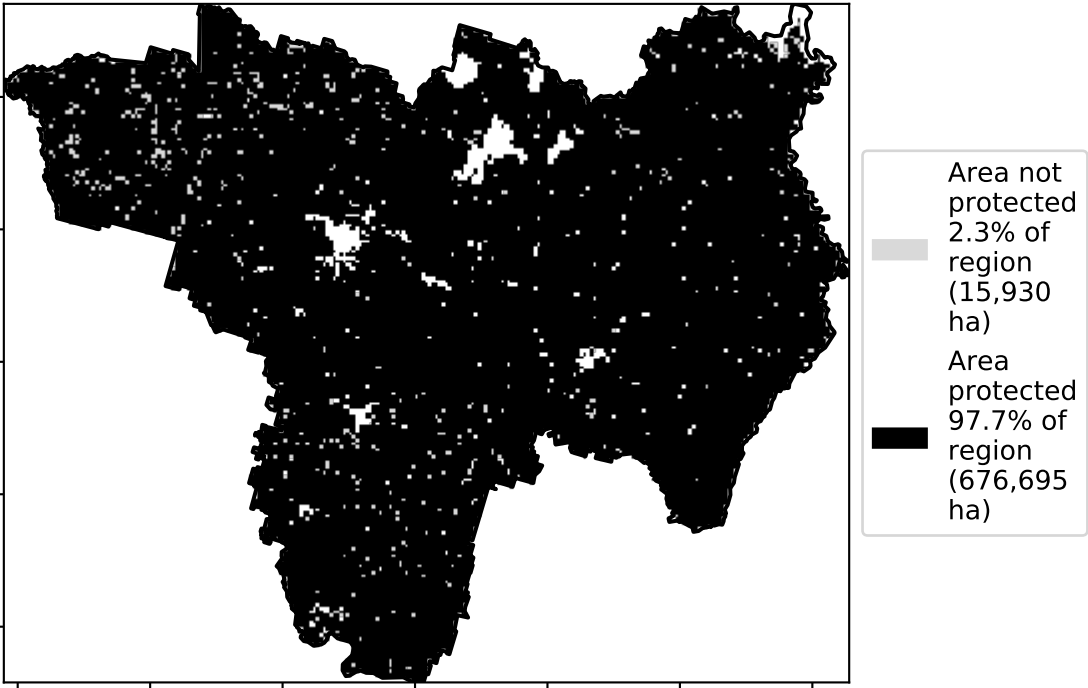 Area not
protected
2.3% of
region
(15,930
ha)
Area
protected
97.7% of
region
(676,695
ha)